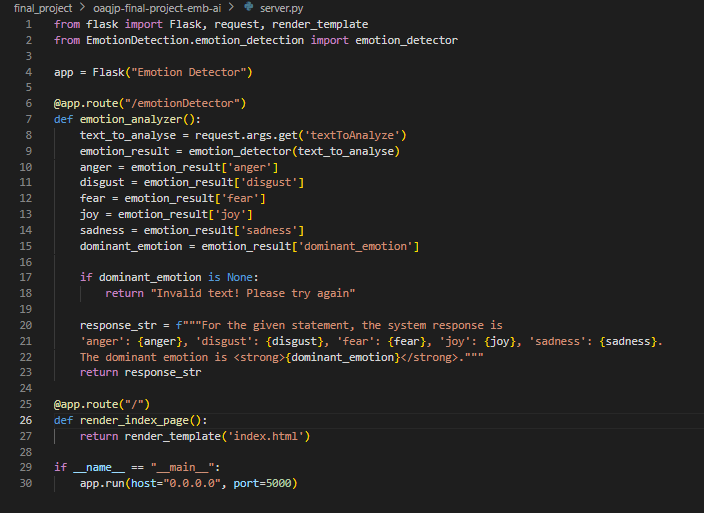 final_project > oaqjp-final-project-emb-ai > server.py
1 from flask import Flask, request, render_template
2 from EmotionDetection.emotion_detection import emotion_detector
3
4 app = Flask("Emotion Detector")
5
6 @app.route("/emotionDetector")
7 def emotion_analyzer():
8     text_to_analyse = request.args.get('textToAnalyze')
9     emotion_result = emotion_detector(text_to_analyse)
10     anger = emotion_result['anger']
11     disgust = emotion_result['disgust']
12     fear = emotion_result['fear']
13     joy = emotion_result['joy']
14     sadness = emotion_result['sadness']
15     dominant_emotion = emotion_result['dominant_emotion']
16
17     if dominant_emotion is None:
18         return "Invalid text! Please try again"
19
20     response_str = f"""For the given statement, the system response is
21     'anger': {anger}, 'disgust': {disgust}, 'fear': {fear}, 'joy': {joy}, 'sadness': {sadness}.
22     The dominant emotion is <strong>{dominant_emotion}</strong>."""
23     return response_str
24
25 @app.route("/")
26 def render_index_page():
27     return render_template('index.html')
28
29 if __name__ == "__main__":
30     app.run(host="0.0.0.0", port=5000)